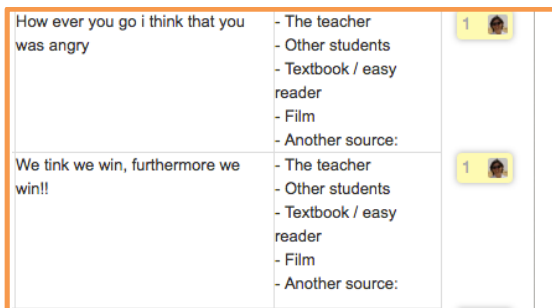 How ever you go i think that you
was angry
- The teacher
- Other students
- Textbook / easy
reader
- Film
- Another source:
1
We tink we win, furthermore we
win!!
- The teacher
- Other students
- Textbook / easy
reader
- Film
- Another source:
1